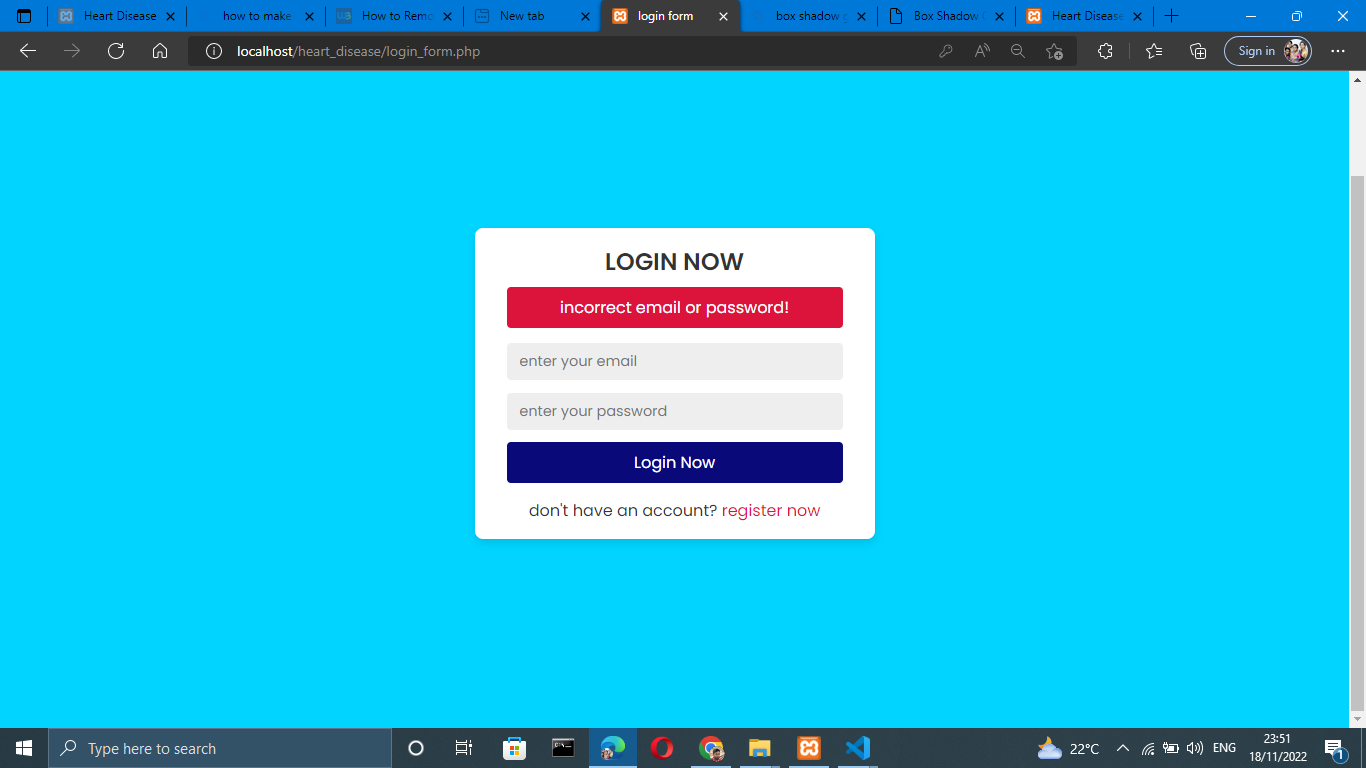 Heart Disease
how to make
How to Remo
New tab
login form
box shadow g
Box Shadow
Heart Disease
localhost/heart_disease/login_form.php
Sign in
LOGIN NOW
incorrect email or password!
enter your email
enter your password
Login Now
don't have an account? register now
Type here to search
22°C
ENG
23:51
18/11/2022
1